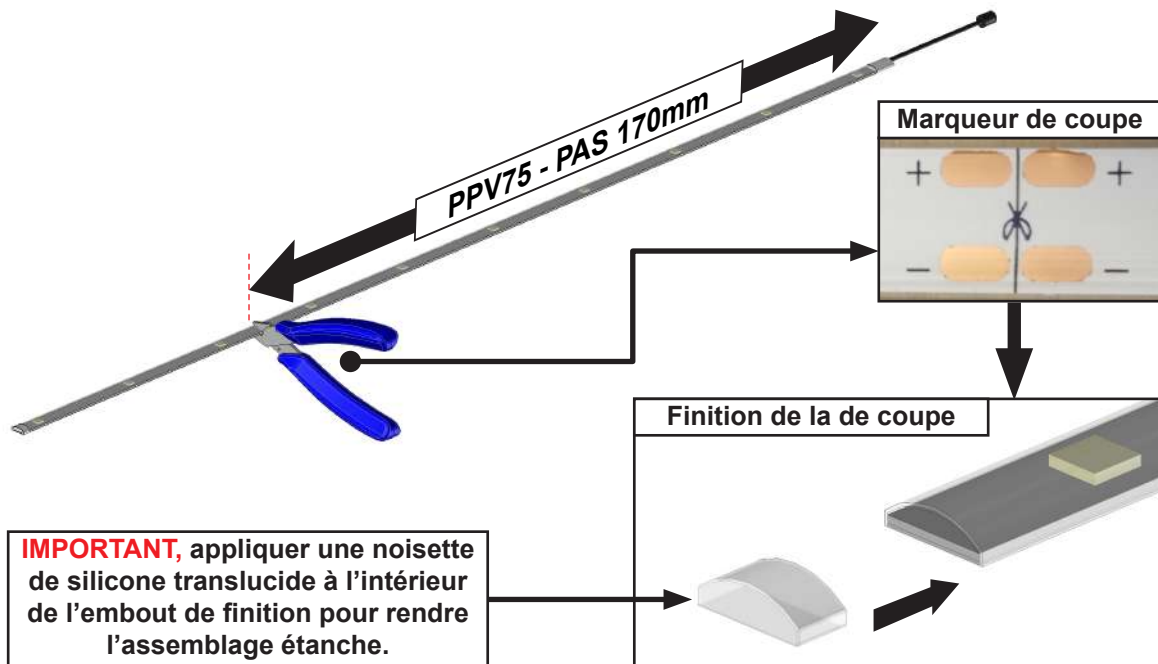 PPV75 - PAS 170mm
Marqueur de coupe
+ +
- -
Finition de la de coupe
IMPORTANT, appliquer une noisette
de silicone translucide à l'intérieur
de l'embout de finition pour rendre
l'assemblage étanche.